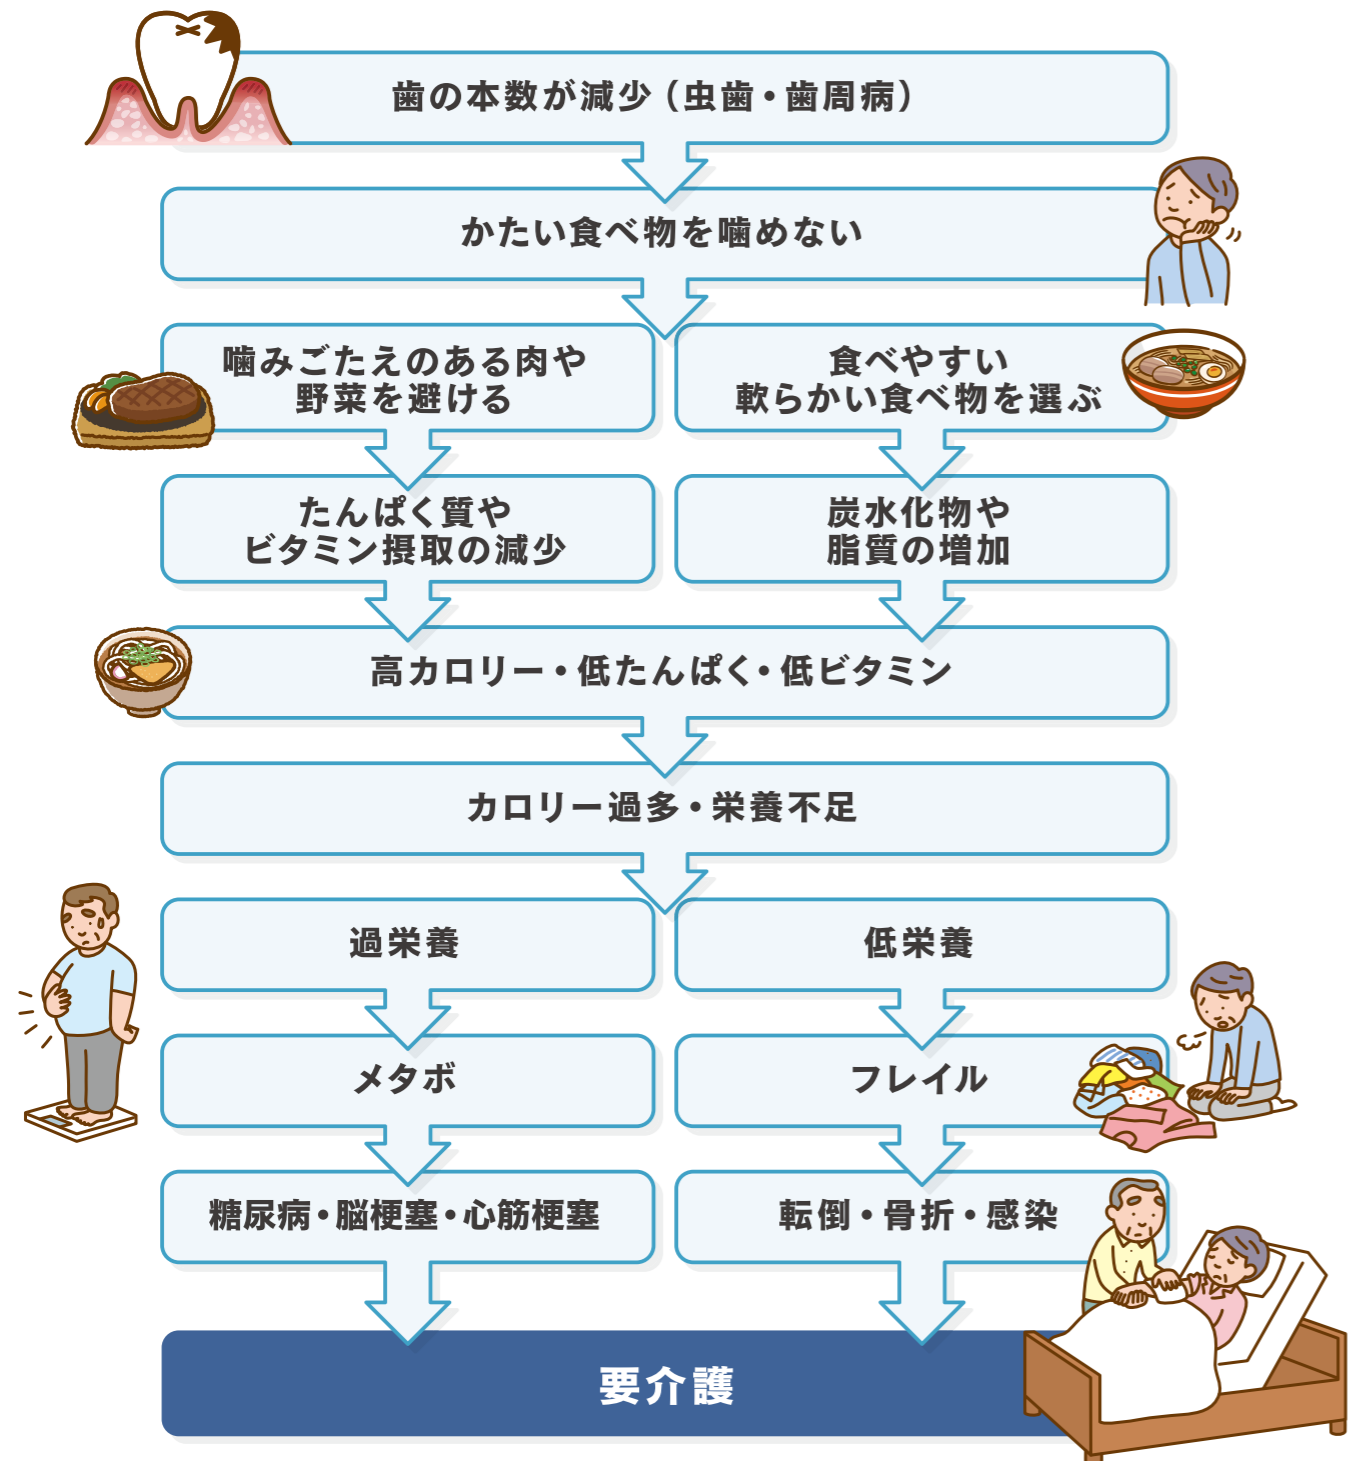 歯の本数が減少（虫歯・歯周病）
かたい食べ物を噛めない
噛みごたえのある肉や
野菜を避ける
食べやすい
軟らかい食べ物を選ぶ
たんぱく質や
ビタミン摂取の減少
炭水化物や
脂質の増加
高カロリー・低たんぱく・低ビタミン
カロリー過多・栄養不足
過栄養
低栄養
メタボ
フレイル
糖尿病・脳梗塞・心筋梗塞
転倒・骨折・感染
要介護